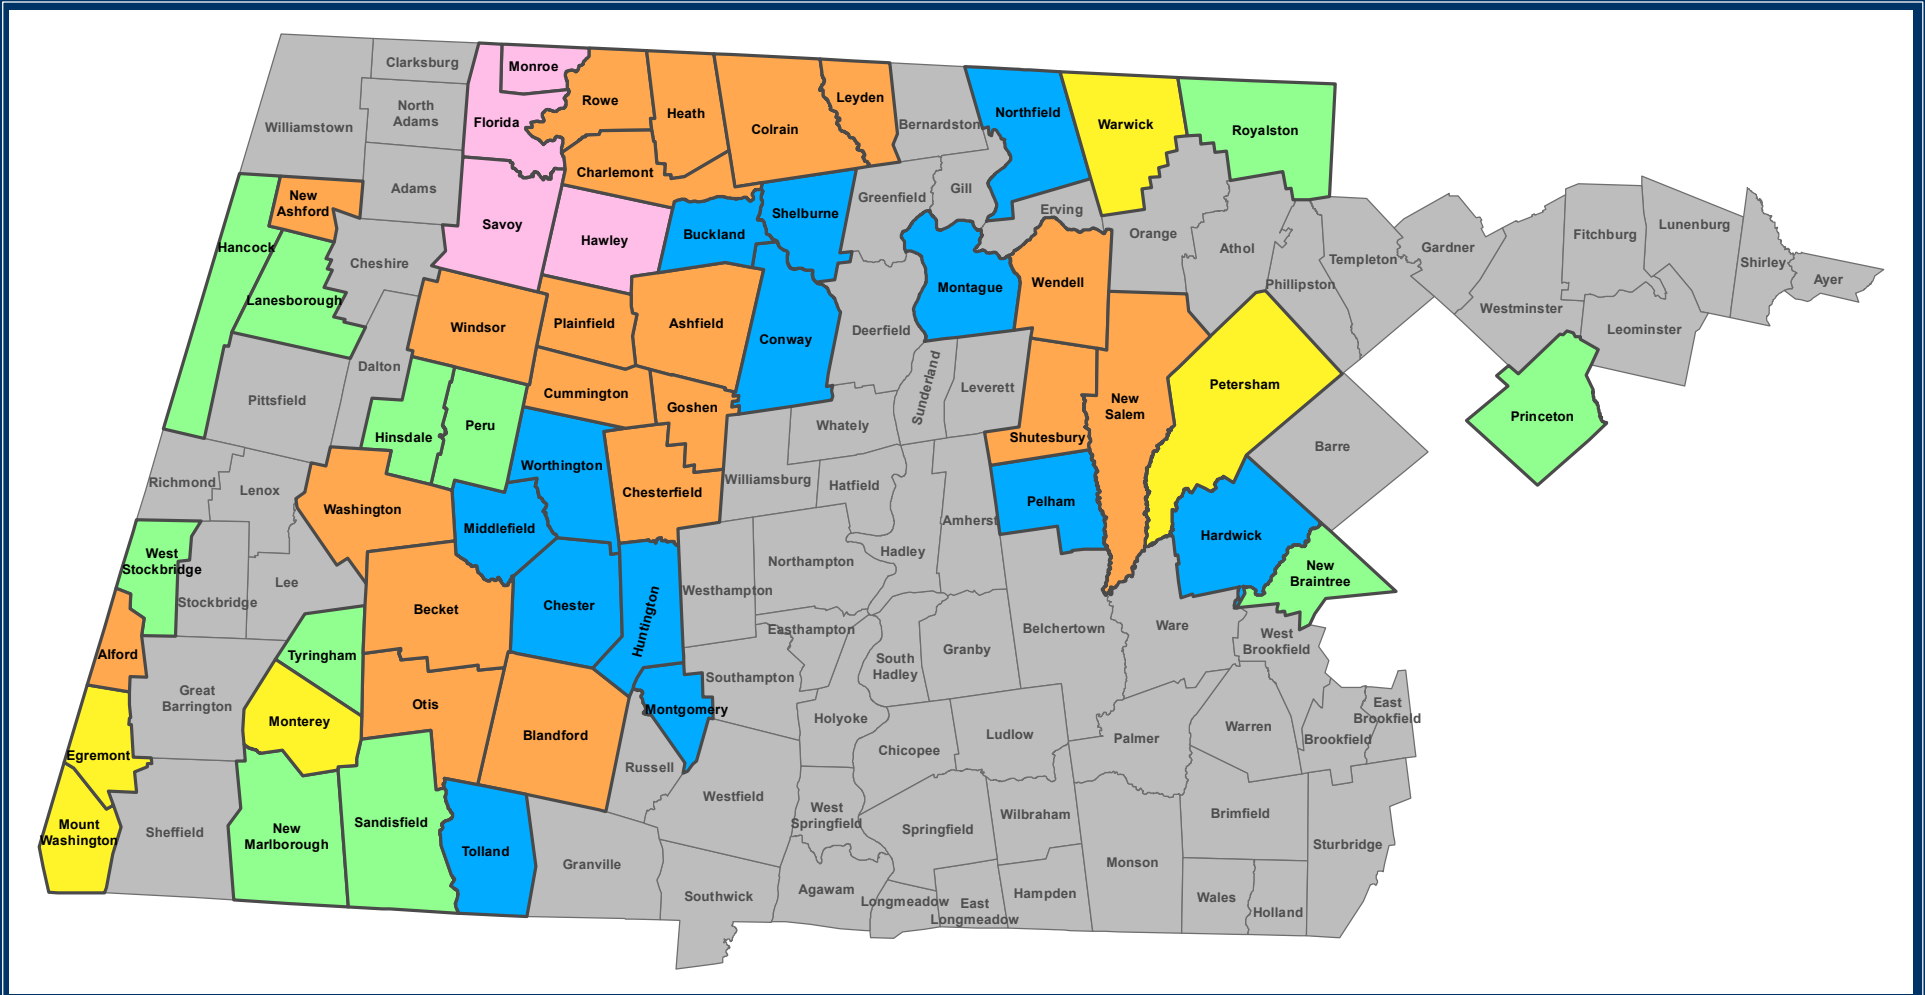 Clarksburg
Monroe
North
Adams
Williamstown
Florida
Rowe
Heath
Colrain
Leyden
Bernardston
Northfield
Warwick
Royalston
Charlemont
Adams
New
Ashford
Savoy
Hawley
Buckland
Shelburne
Greenfield
Gill
Erving
Orange
Athol
Phillipston
Templeton
Gardner
Westminster
Fitchburg
Lunenburg
Shirley
Ayer
Leominster
Hancock
Cheshire
Lanesborough
Windsor
Plainfield
Ashfield
Conway
Deerfield
Montague
Wendell
Petersham
Princeton
Barre
Dalton
Pittsfield
Cummington
Goshen
Sunderland
Leverett
New
Salem
Shutesbury
Hinsdale
Peru
Worthington
Chesterfield
Whately
Williamsburg
Hatfield
Richmond
Lenox
Washington
Middlefield
Amherst
Pelham
Hardwick
New
Braintree
West
Stockbridge
Stockbridge
Lee
Becket
Chester
Huntington
Westhampton
Northampton
Hadley
Easthampton
Belchertown
Ware
West
Brookfield
Alford
Tyringham
Great
Barrington
Monterey
Otis
Blandford
Montgomery
Southampton
South
Hadley
Granby
Holyoke
Chicopee
Ludlow
Palmer
Warren
Brookfield
East
Brookfield
Egremont
Russell
Westfield
West
Springfield
Springfield
Wilbraham
Brimfield
Sturbridge
Mount
Washington
Sheffield
New
Marlborough
Sandisfield
Tolland
Granville
Southwick
Agawam
Longmeadow
East
Longmeadow
Hampden
Monson
Wales
Holland